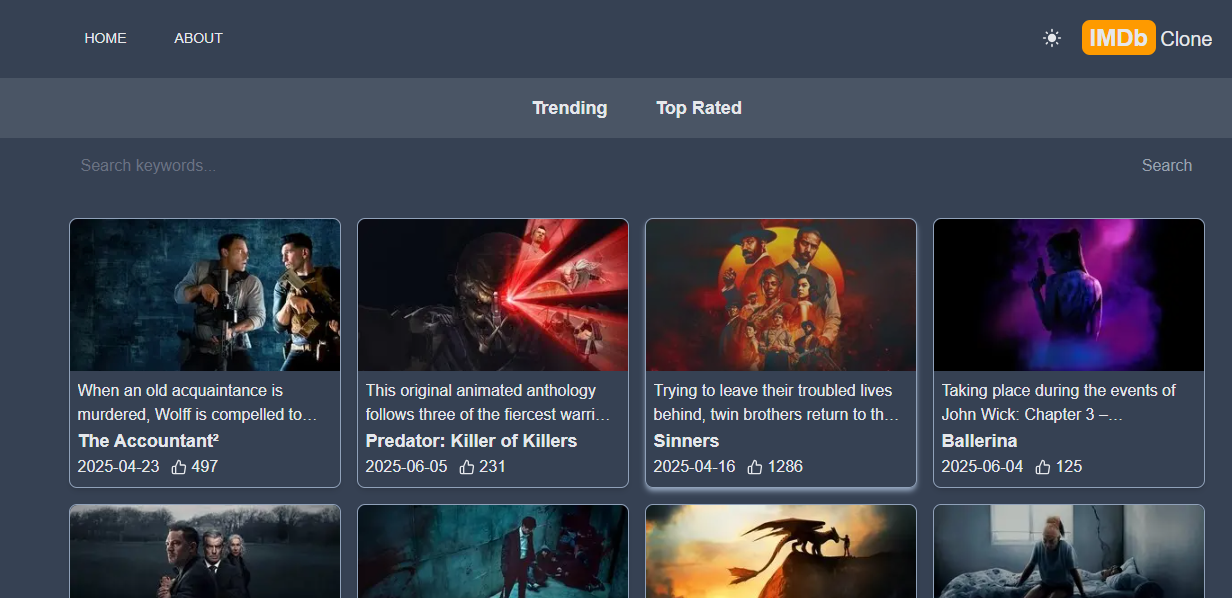 HOME ABOUT IMDb Clone
Trending Top Rated
Search keywords... Search
When an old acquaintance is
murdered, Wolff is compelled to…
The Accountant²
2025-04-23 497
This original animated anthology
follows three of the fiercest warri…
Predator: Killer of Killers
2025-06-05 231
Trying to leave their troubled lives
behind, twin brothers return to th…
Sinners
2025-04-16 1286
Taking place during the events of
John Wick: Chapter 3 –…
Ballerina
2025-06-04 125